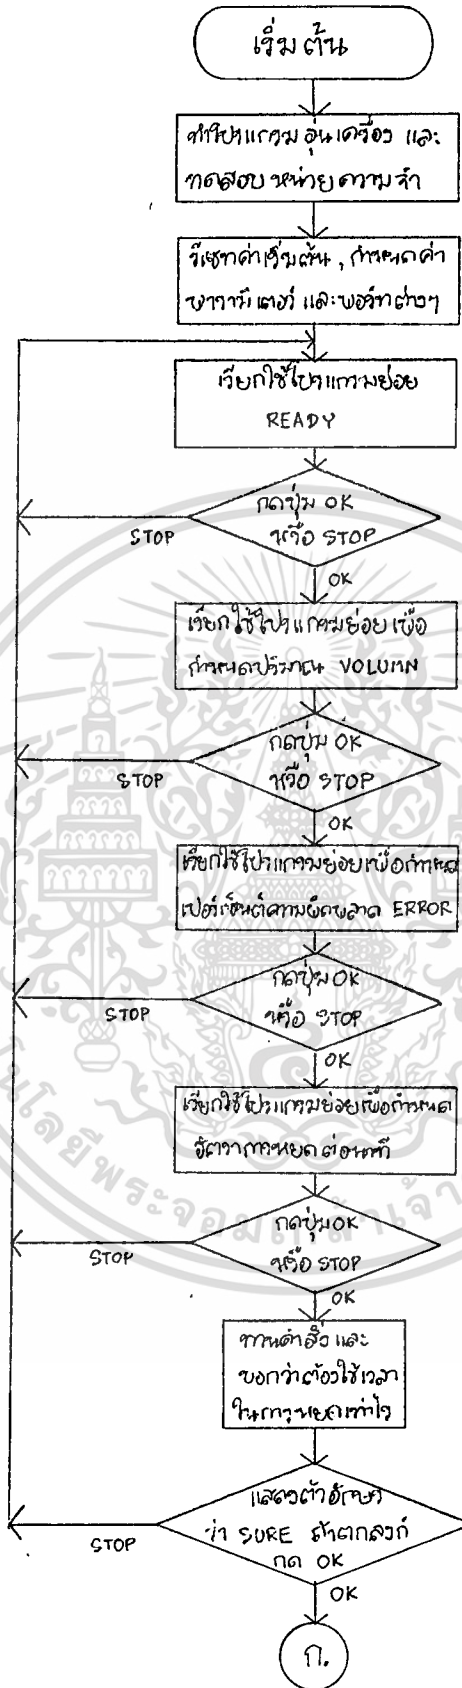 เริ่มต้น
ทำโปรแกรมอุ่นเครื่อง และ
ทดสอบ หน่วยความจำ
รีเซทค่าเริ่มต้น, กำหนดค่า
พารามิเตอร์ และพอร์ทต่างๆ
เรียกใช้โปรแกรมย่อย
READY
กดปุ่ม OK
หรือ STOP
STOP
OK
เรียกใช้โปรแกรมย่อยเพื่อ
กำหนดปริมาณ VOLUMN
กดปุ่ม OK
หรือ STOP
STOP
OK
เรียกใช้โปรแกรมย่อยเพื่อกำหนด
เปอร์เซ็นต์ความผิดพลาด ERROR
กดปุ่ม OK
หรือ STOP
STOP
OK
เรียกใช้โปรแกรมย่อยเพื่อกำหนด
อัตราการหยดต่อนาที
กดปุ่ม OK
หรือ STOP
STOP
OK
ทวนคำสั่ง และ
บอกว่าต้องใช้เวลา
ในการหยดเท่าไร
แสดงตัวอักษร
ว่า SURE ถ้าตกลงก็
กด OK
STOP
OK
ก.